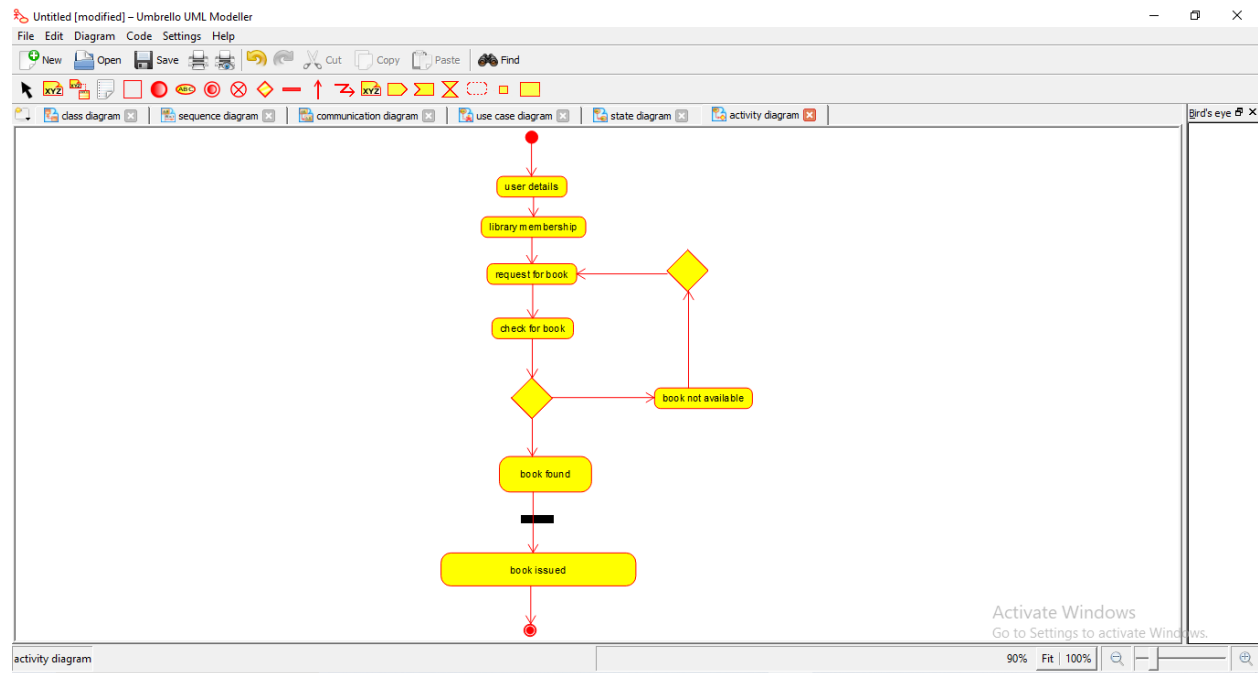 Untitled [modified] – Umbrello UML Modeller
File Edit Diagram Code Settings Help
New Open Save Cut Copy Paste Find
XYZ ABC XYZ
class diagram sequence diagram communication diagram use case diagram state diagram activity diagram Bird's eye
user details
library membership
request for book
check for book
book not available
book found
book issued
Activate Windows
Go to Settings to activate Windows.
activity diagram 90% Fit 100%